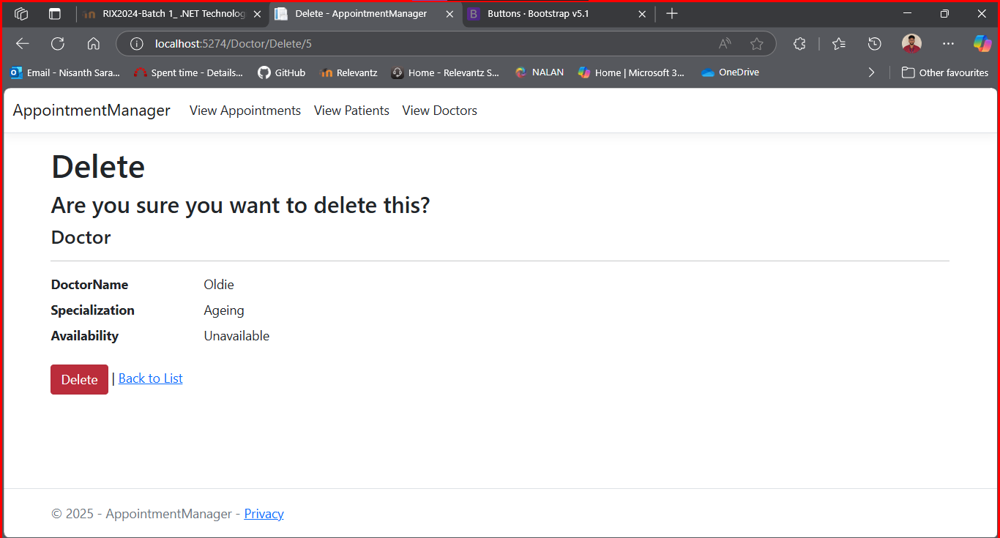 RIX2024-Batch 1_ .NET Technolog
Delete - AppointmentManager
Buttons · Bootstrap v5.1
localhost:5274/Doctor/Delete/5
Email - Nisanth Sara...
Spent time - Details...
GitHub
Relevantz
Home - Relevantz S...
NALAN
Home | Microsoft 3...
OneDrive
Other favourites
AppointmentManager View Appointments View Patients View Doctors
Delete
Are you sure you want to delete this?
Doctor
DoctorName Oldie
Specialization Ageing
Availability Unavailable
Delete | Back to List
© 2025 - AppointmentManager - Privacy